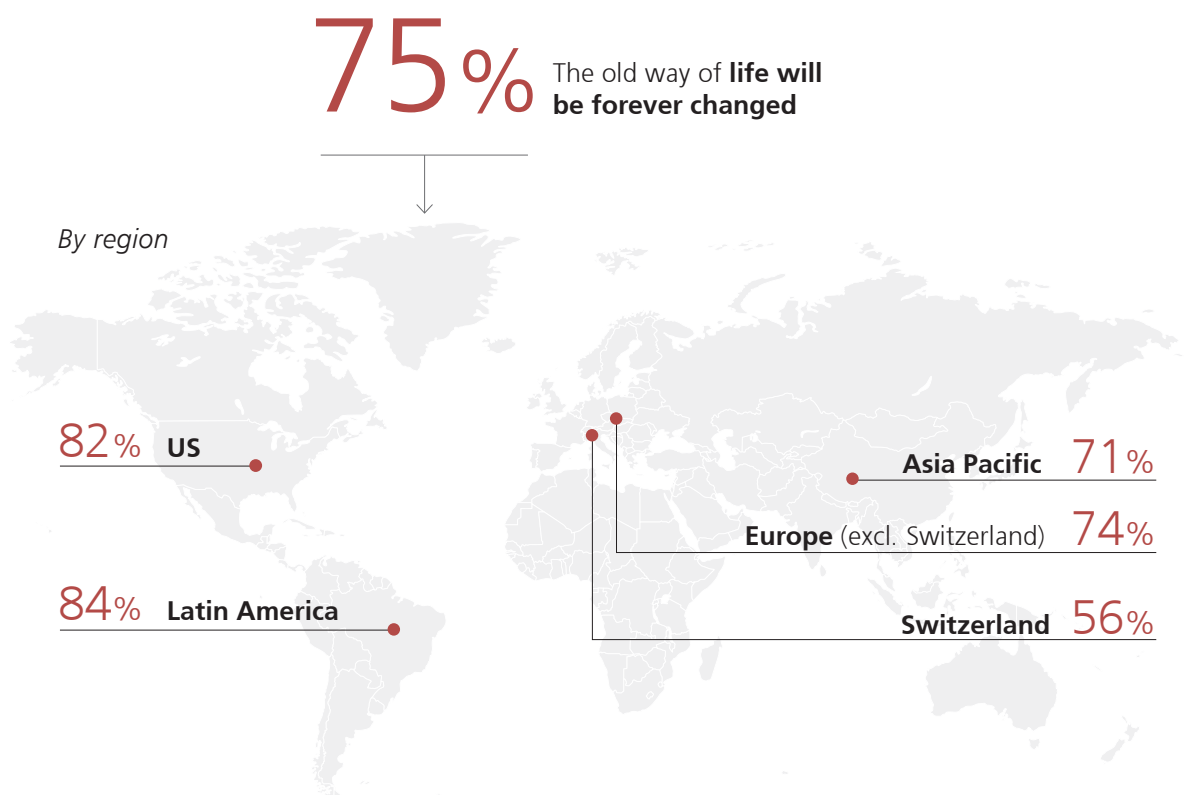 75%
The old way of life will
be forever changed
By region
82% US
84% Latin America
Asia Pacific 71%
Europe (excl. Switzerland) 74%
Switzerland 56%